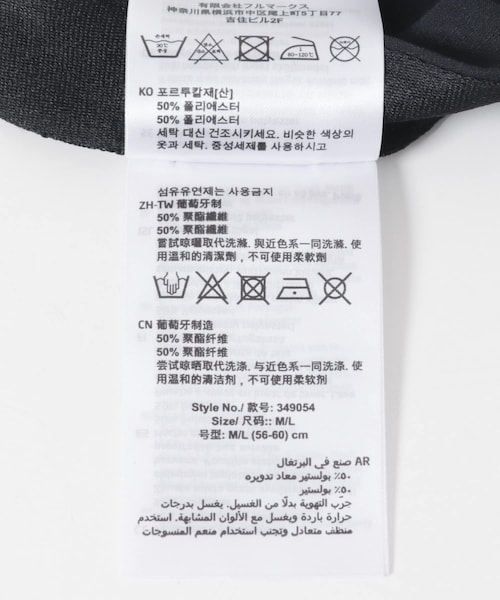 有限会社フルマークス
神奈川県横浜市中区尾上町5丁目77
吉住ビル2F
30℃
80-120℃
KO 포르투칼제[산]
50% 폴리에스터
50% 폴리에스터
세탁 대신 건조시키세요. 비슷한 색상의
옷과 세탁. 중성세제를 사용하시고
섬유유연제는 사용금지
ZH-TW 葡萄牙制
50% 聚酯纖維
50% 聚酯纖維
嘗試晾曬取代洗滌. 與近色系一同洗滌. 使
用溫和的清潔劑，不可使用柔軟劑
CN 葡萄牙制造
50% 聚酯纤维
50% 聚酯纤维
尝试晾晒取代洗涤. 与近色系一同洗涤. 使
用温和的清洁剂，不可使用柔软剂
Style No./ 款号: 349054
Size/ 尺码:: M/L
号型: M/L (56-60) cm
AR صنع في البرتغال
٥٠٪ بولستير معاد تدويره
٥٠٪ بولستير
جرّب التهوية بدلًا من الغسيل. يغسل بدرجات
حرارة باردة ويغسل مع الألوان المشابهة. استخدم
منظف متعادل وتجنب استخدام منعم المنسوجات